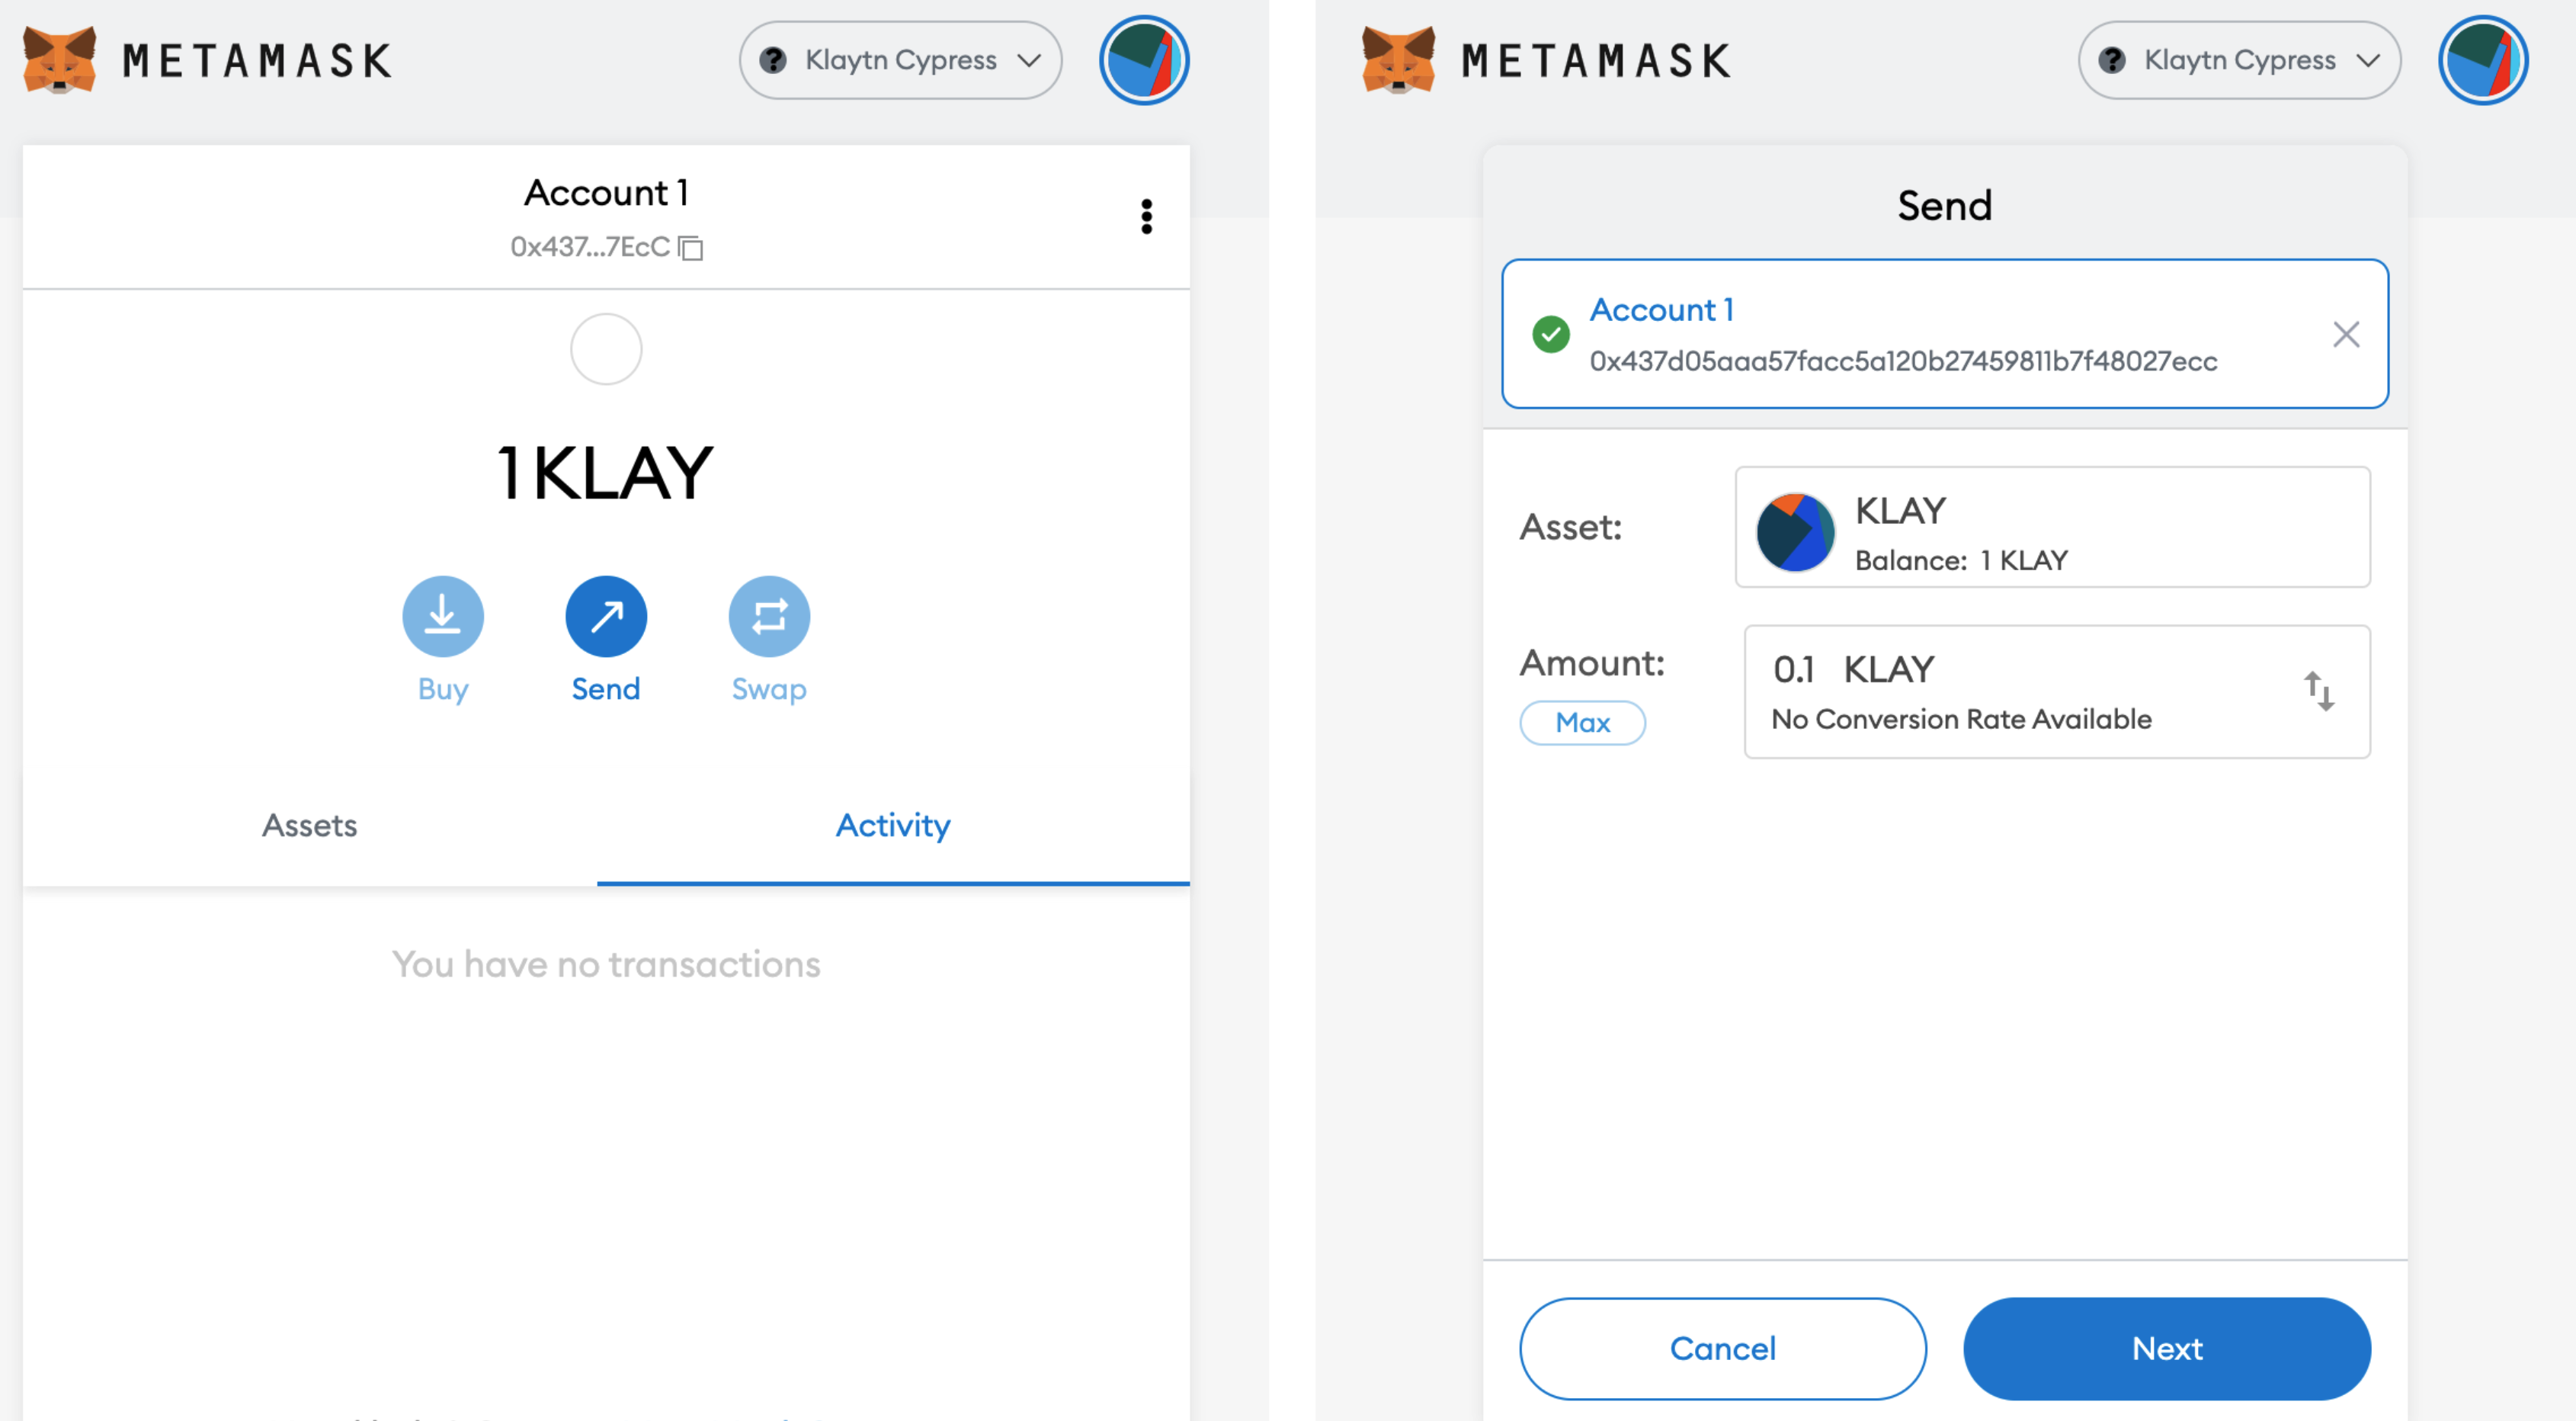 METAMASK
Klaytn Cypress
Account 1
0x437...7EcC
1 KLAY
Buy
Send
Swap
Assets
Activity
You have no transactions
METAMASK
Klaytn Cypress
Send
Account 1
0x437d05aaa57facc5a120b27459811b7f48027ecc
Asset:
KLAY
Balance: 1 KLAY
Amount:
Max
0.1 KLAY
No Conversion Rate Available
Cancel
Next